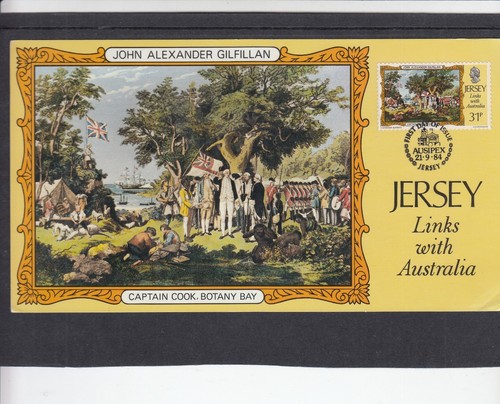 JOHN ALEXANDER GILFILLAN
JERSEY
Links
with
Australia
31P
FIRST DAY OF ISSUE
AUSIPEX
21·9·84
JERSEY
JERSEY
Links
with
Australia
CAPTAIN COOK. BOTANY BAY